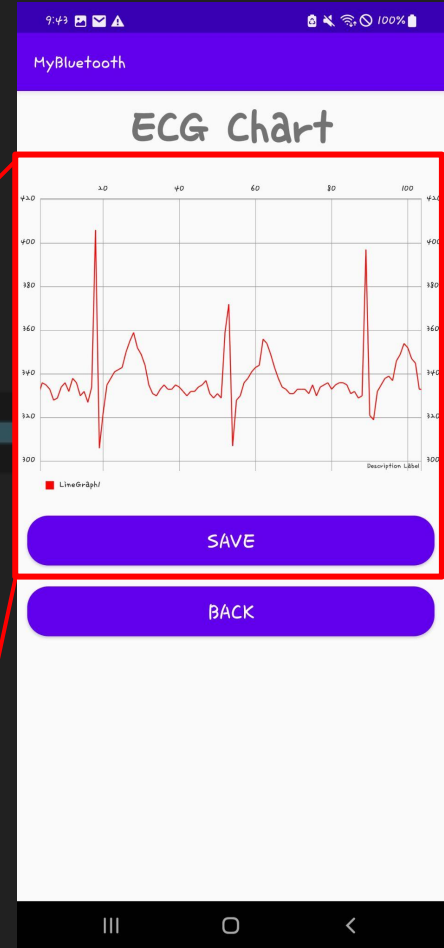 9:43 100%
MyBluetooth
ECG Chart
20 40 60 80 100
420 420
400 400
380 380
360 360
340 340
320 320
300 300
Description Label
LineGraph1
SAVE
BACK